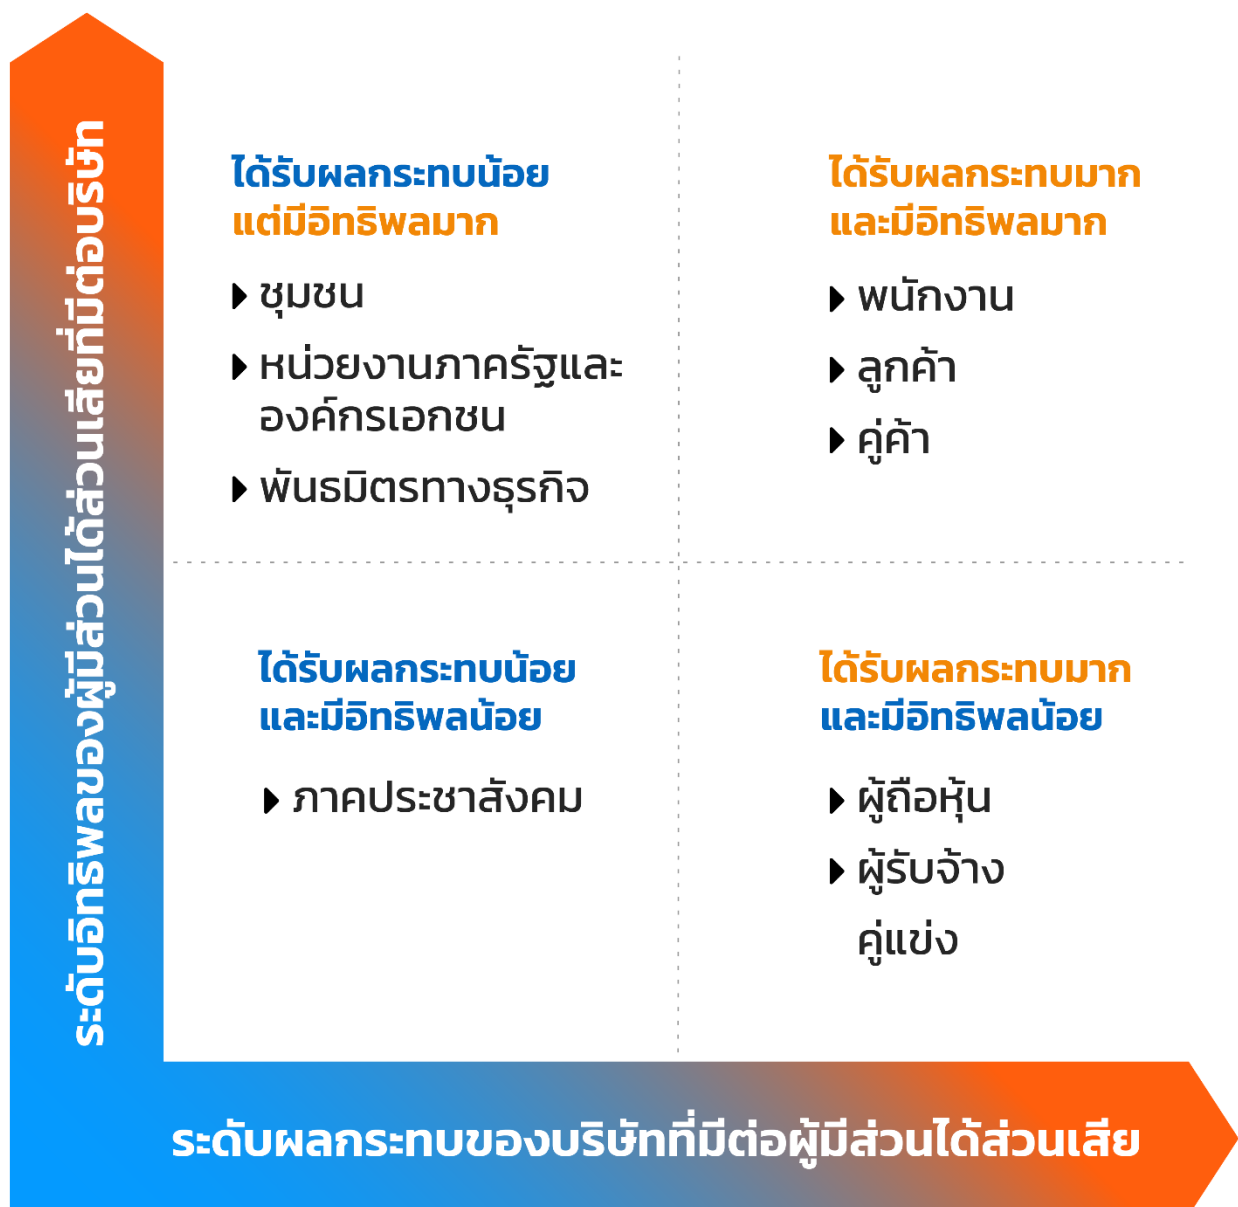 ระดับอิทธิพลของผู้มีส่วนได้ส่วนเสียที่มีต่อบริษัท
ได้รับผลกระทบน้อย
แต่มีอิทธิพลมาก
ชุมชน
หน่วยงานภาครัฐและ
องค์กรเอกชน
พันธมิตรทางธุรกิจ
ได้รับผลกระทบมาก
และมีอิทธิพลมาก
พนักงาน
ลูกค้า
คู่ค้า
ได้รับผลกระทบน้อย
และมีอิทธิพลน้อย
ภาคประชาสังคม
ได้รับผลกระทบมาก
และมีอิทธิพลน้อย
ผู้ถือหุ้น
ผู้รับจ้าง
คู่แข่ง
ระดับผลกระทบของบริษัทที่มีต่อผู้มีส่วนได้ส่วนเสีย